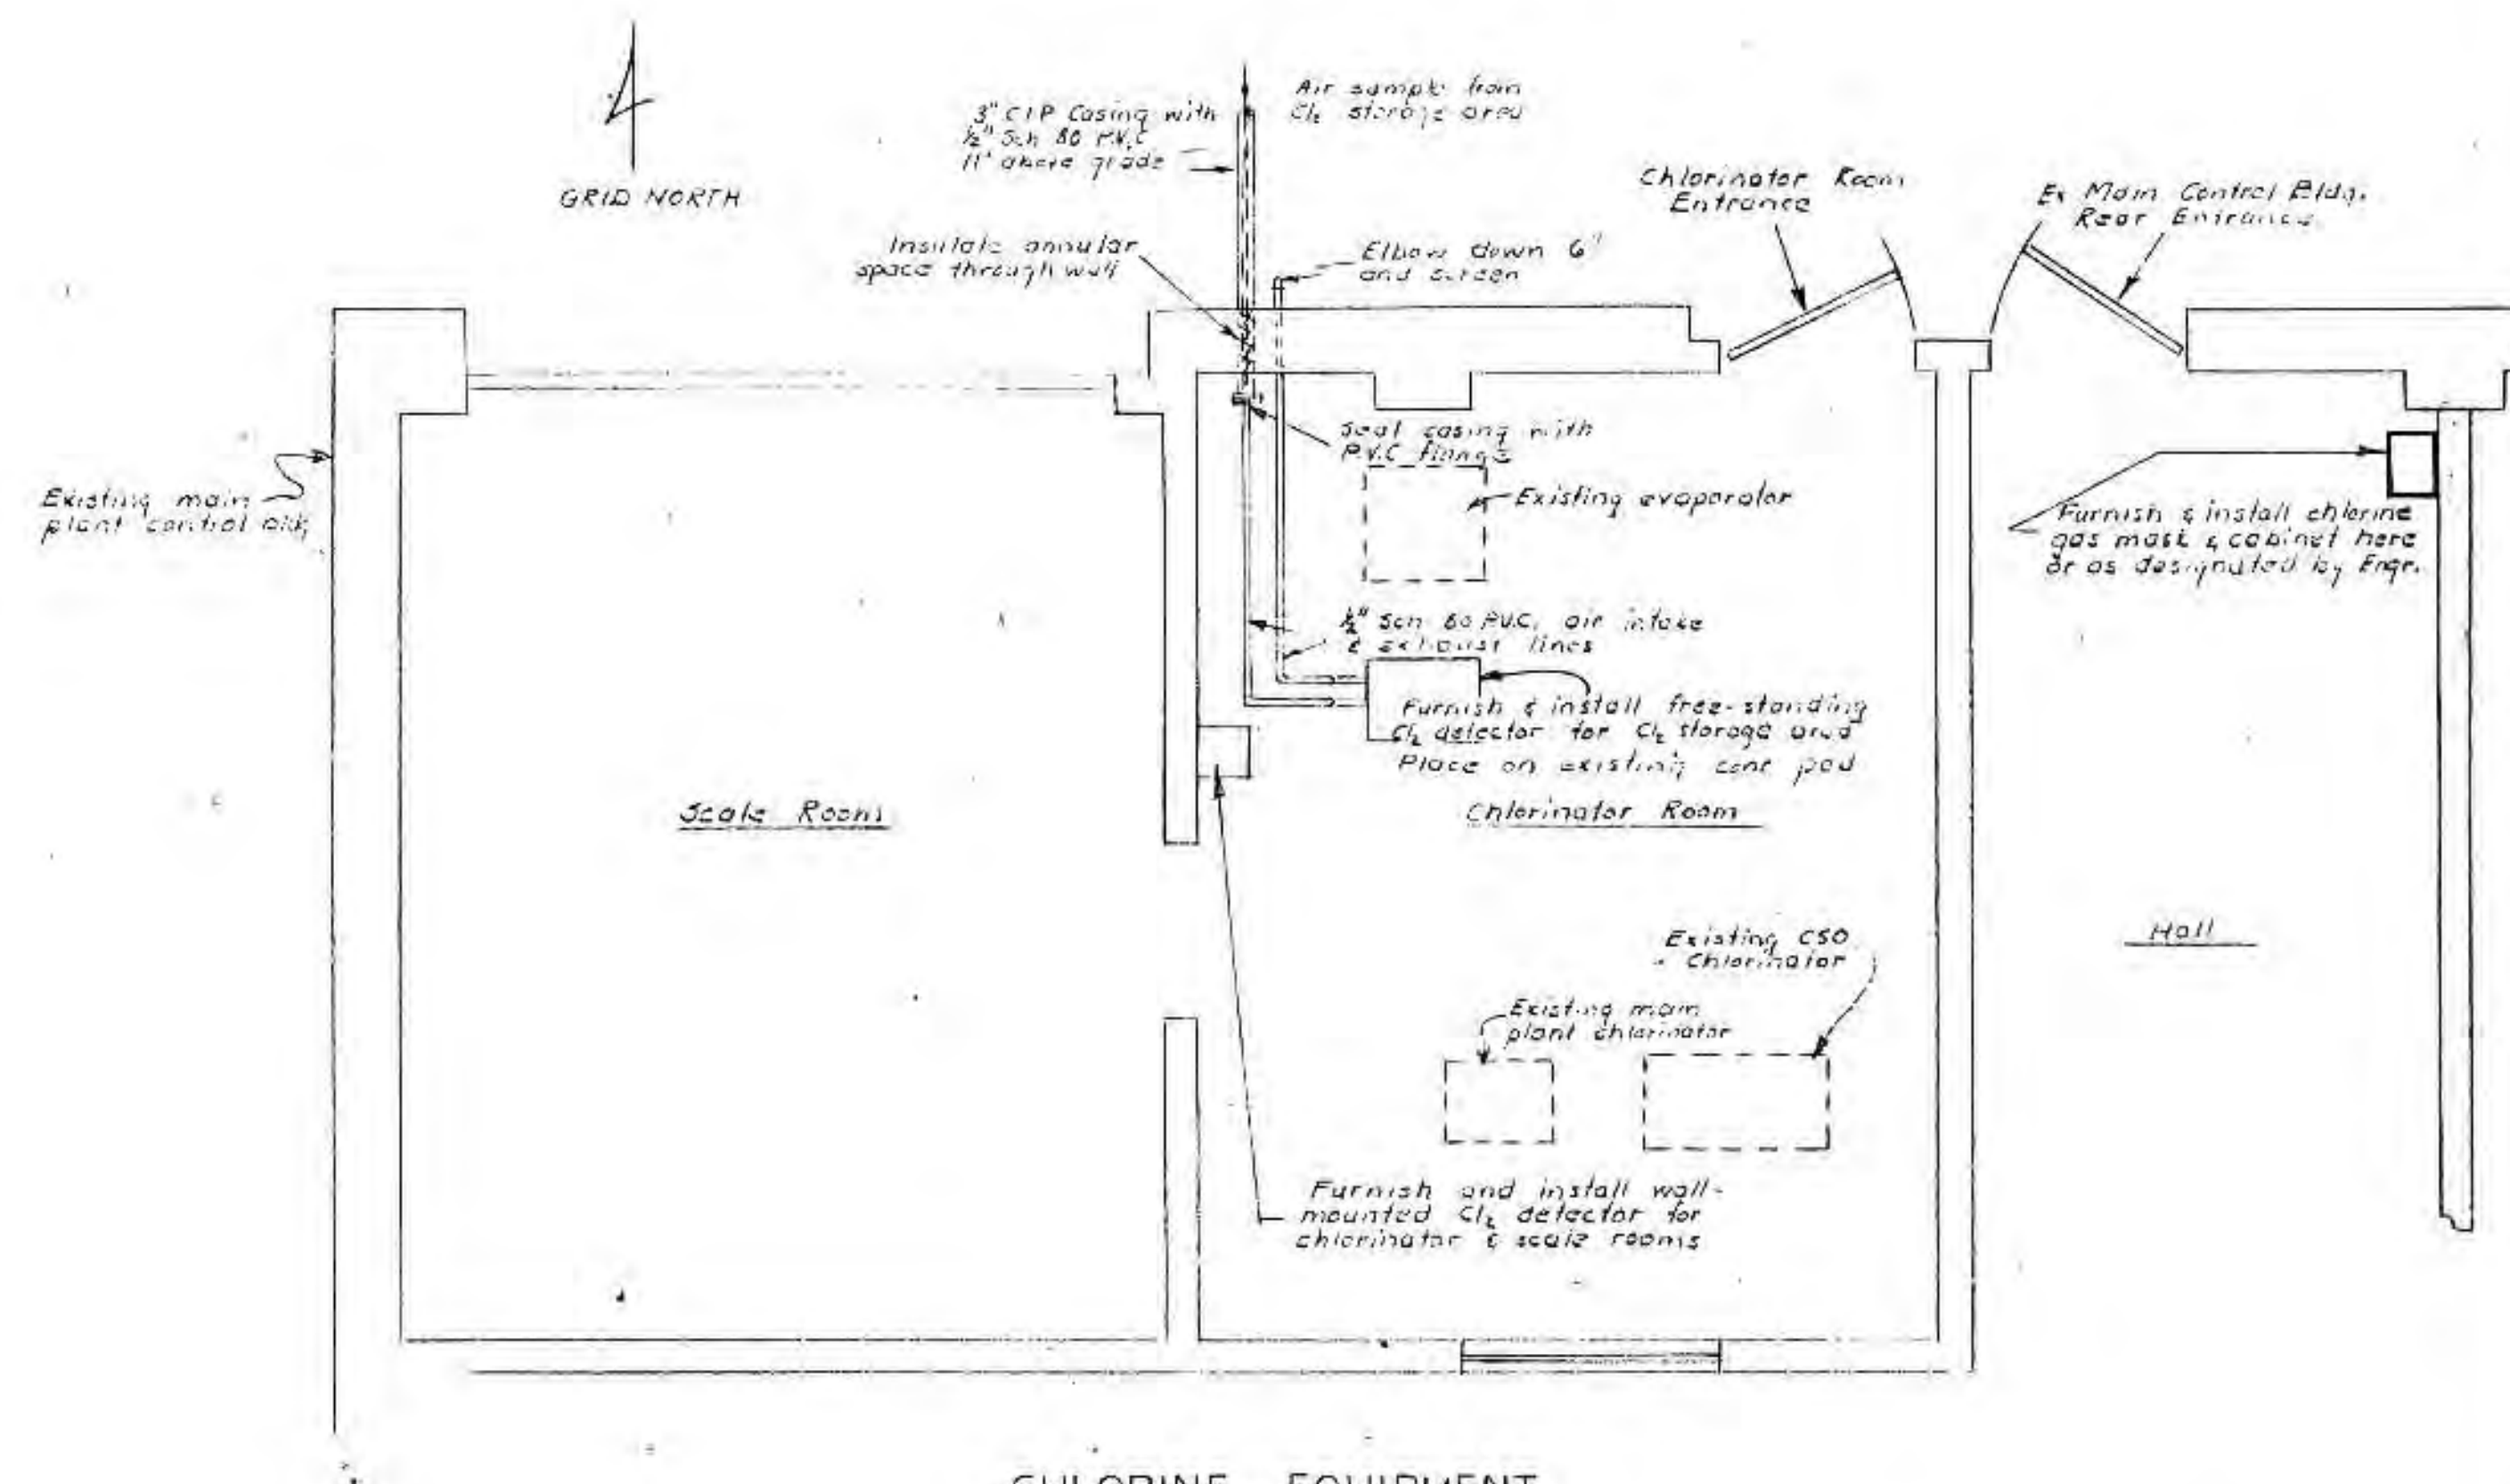 GRID NORTH
3" CIP Casing with
½" Sch 80 P.V.C
11' above grade
Air sample from
Cl₂ storage area
Insulate annular
space through wall
Elbow down 6"
and screen
Chlorinator Room
Entrance
Ex Main Control Bldg.
Rear Entrance
Existing main
plant control bldg
Seal casing with
P.V.C flange
Existing evaporator
Furnish & install chlorine
gas mask & cabinet here
or as designated by Engr.
½" Sch 80 P.V.C. air intake
& exhaust lines
Furnish & install free-standing
Cl₂ detector for Cl₂ storage area
Place on existing conc pad
Scale Room
Chlorinator Room
Hall
Existing CSO
Chlorinator
Existing main
plant chlorinator
Furnish and install wall-
mounted Cl₂ detector for
chlorinator & scale rooms
CHLORINE EQUIPMENT